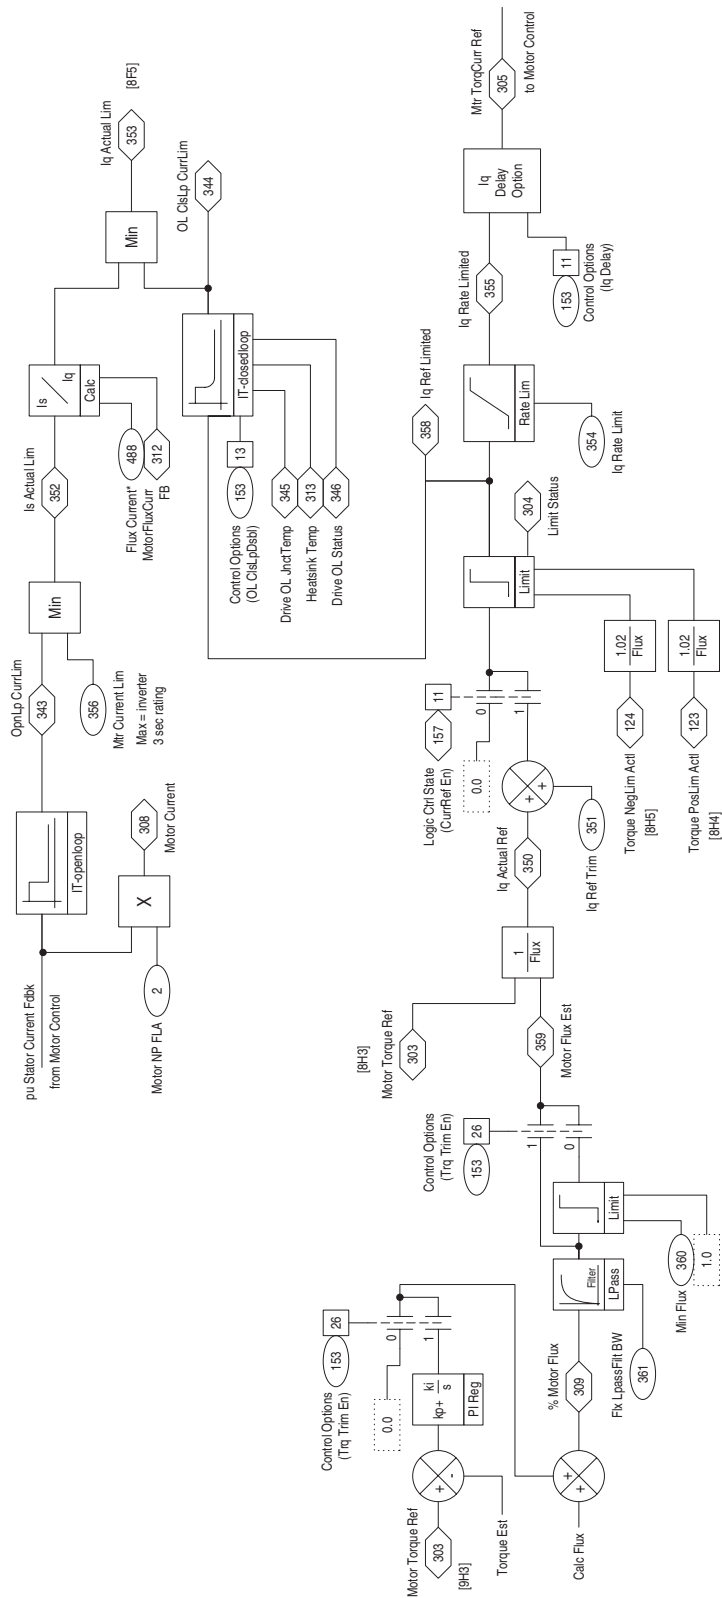 pu Stator Current Fdbk
from Motor Control
IT-openloop
Motor NP FLA
2
X
308
Motor Current
OpnLp CurrLim
343
356
Mtr Current Lim
Max = inverter
3 sec rating
Min
Is Actual Lim
352
Is
Iq
Calc
488
Flux Current*
312
MotorFluxCurr
FB
Min
Iq Actual Lim
353
[8F5]
OL ClsLp CurrLim
344
IT-closedloop
13
153
Control Options
(OL ClsLpDsbl)
345
Drive OL JnctTemp
313
Heatsink Temp
346
Drive OL Status
Control Options
(Trq Trim En)
153
26
0.0
0
1
Motor Torque Ref
303
[9H3]
+
-
Torque Est
kp+
ki
s
PI Reg
Calc Flux
+
+
% Motor Flux
309
Filter
LPass
361
Flx LpassFilt BW
Limit
360
Min Flux
1.0
Control Options
(Trq Trim En)
153
26
1
0
359
Motor Flux Est
[8H3]
Motor Torque Ref
303
1
Flux
Iq Actual Ref
350
+
+
351
Iq Ref Trim
Logic Ctrl State
(CurrRef En)
157
11
0.0
0
1
Limit
304
Limit Status
1.02
Flux
124
Torque NegLim Actl
[8H5]
1.02
Flux
123
Torque PosLim Actl
[8H4]
358
Iq Ref Limited
Rate Lim
354
Iq Rate Limit
Iq Rate Limited
355
Iq
Delay
Option
11
153
Control Options
(Iq Delay)
Mtr TorqCurr Ref
305
to Motor Control